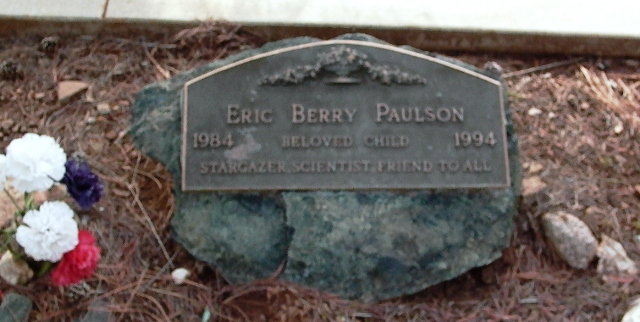 ERIC BERRY PAULSON
1984 BELOVED CHILD 1994
STARGAZER, SCIENTIST, FRIEND TO ALL